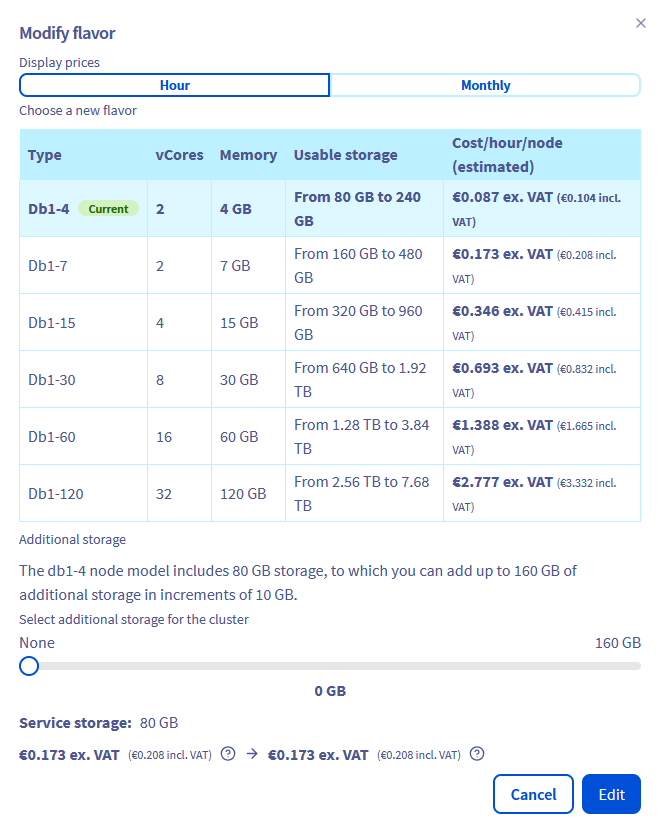 Modify flavor
Display prices
Hour Monthly
Choose a new flavor
Type vCores Memory Usable storage Cost/hour/node (estimated)
Db1-4 Current 2 4 GB From 80 GB to 240 GB €0.087 ex. VAT (€0.104 incl. VAT)
Db1-7 2 7 GB From 160 GB to 480 GB €0.173 ex. VAT (€0.208 incl. VAT)
Db1-15 4 15 GB From 320 GB to 960 GB €0.346 ex. VAT (€0.415 incl. VAT)
Db1-30 8 30 GB From 640 GB to 1.92 TB €0.693 ex. VAT (€0.832 incl. VAT)
Db1-60 16 60 GB From 1.28 TB to 3.84 TB €1.388 ex. VAT (€1.665 incl. VAT)
Db1-120 32 120 GB From 2.56 TB to 7.68 TB €2.777 ex. VAT (€3.332 incl. VAT)
Additional storage
The db1-4 node model includes 80 GB storage, to which you can add up to 160 GB of
additional storage in increments of 10 GB.
Select additional storage for the cluster
None 160 GB
0 GB
Service storage: 80 GB
€0.173 ex. VAT (€0.208 incl. VAT) ? → €0.173 ex. VAT (€0.208 incl. VAT) ?
Cancel Edit